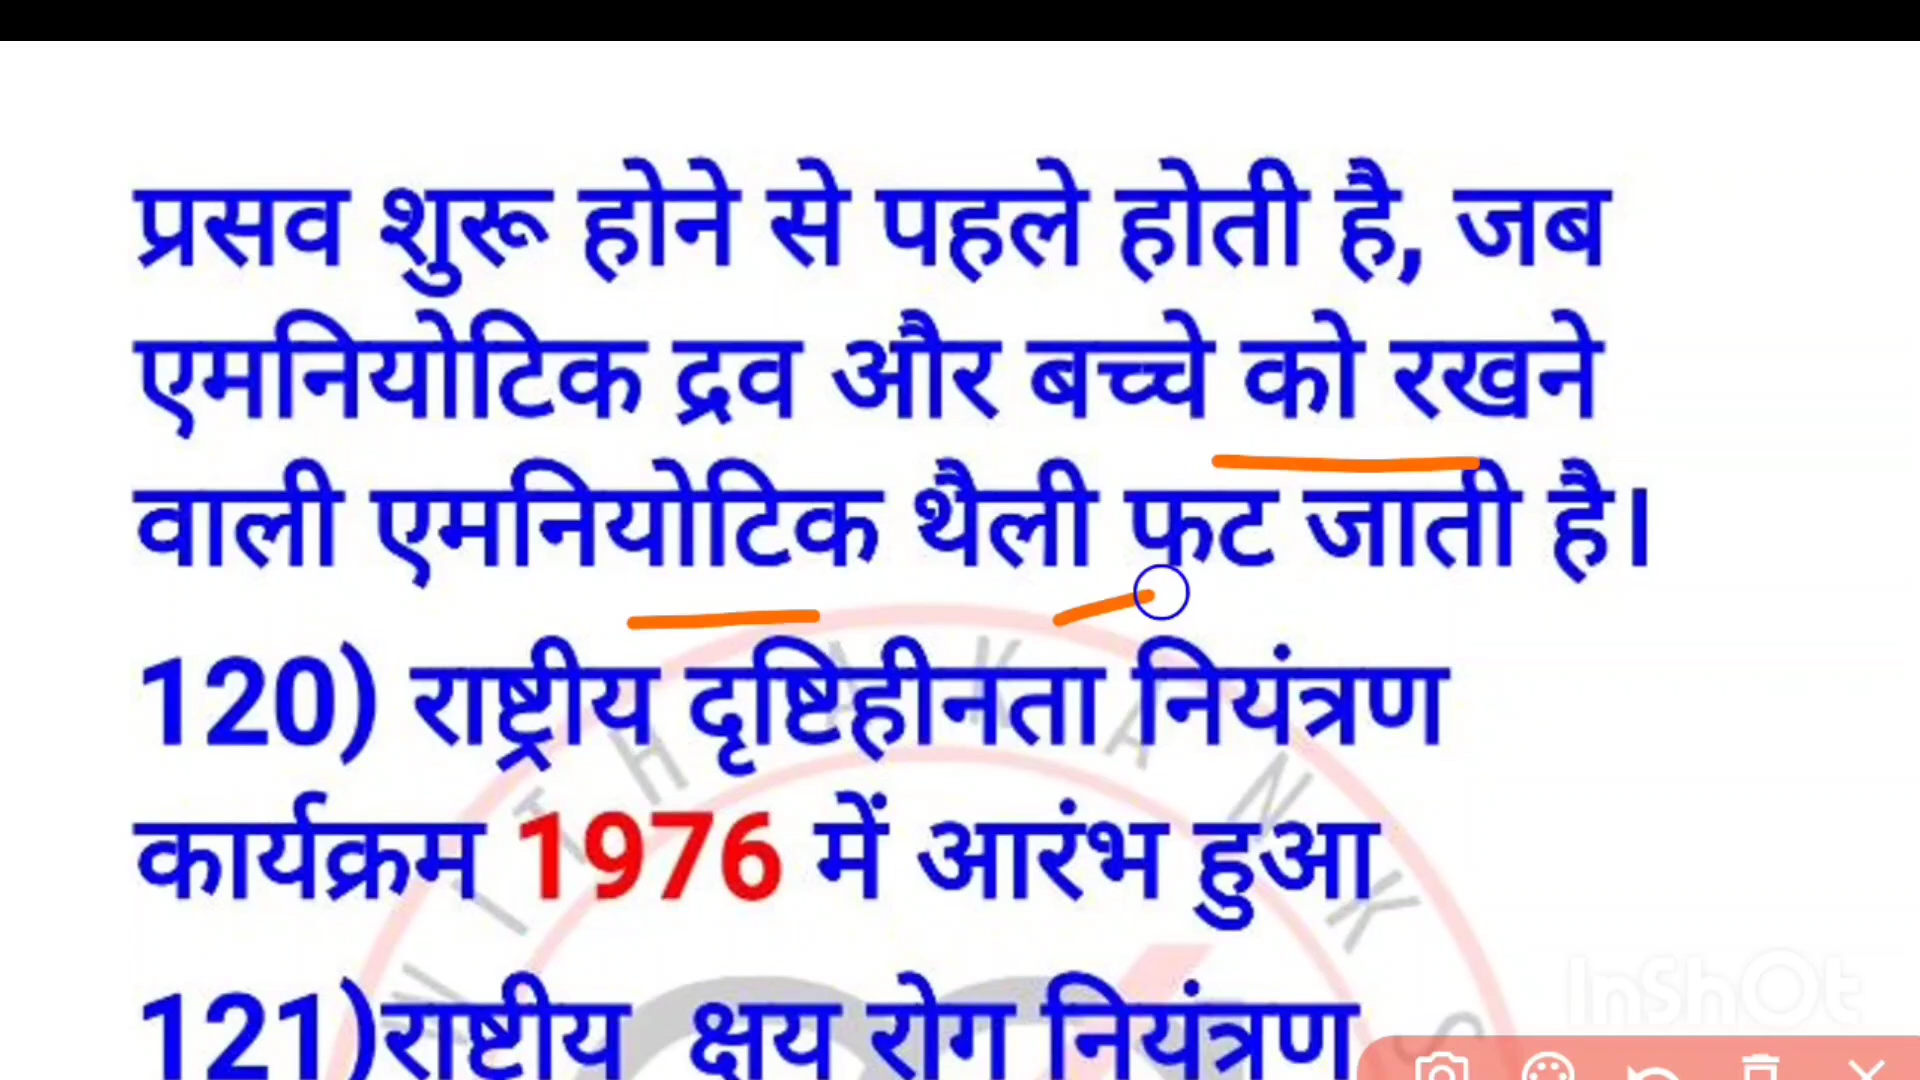 प्रसव शुरू होने से पहले होती है, जब
एमनियोटिक द्रव और बच्चे को रखने
वाली एमनियोटिक थैली फट जाती है।
120) राष्ट्रीय दृष्टिहीनता नियंत्रण
कार्यक्रम 1976 में आरंभ हुआ
121)राष्ट्रीय क्षय रोग नियंत्रण
InShOt